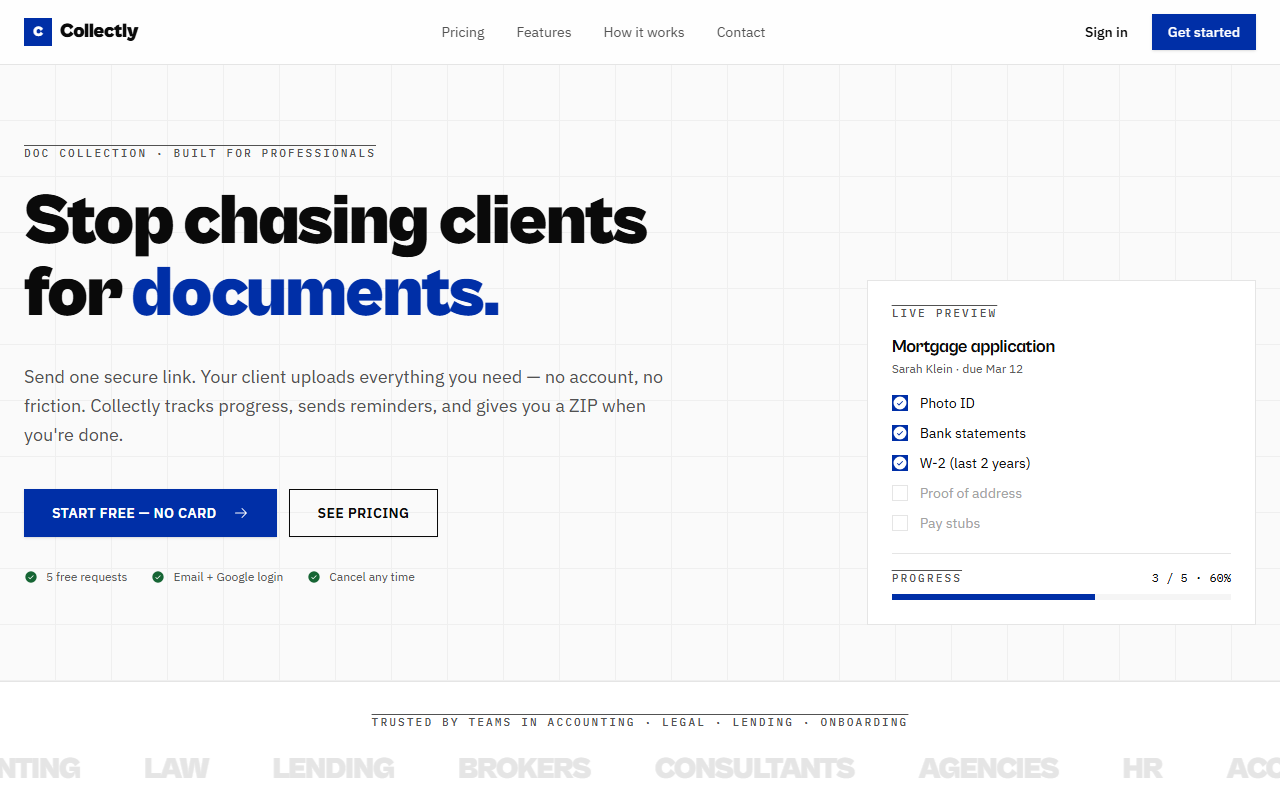 C Collectly
Pricing Features How it works Contact
Sign in Get started
DOC COLLECTION · BUILT FOR PROFESSIONALS
Stop chasing clients
for documents.
Send one secure link. Your client uploads everything you need — no account, no
friction. Collectly tracks progress, sends reminders, and gives you a ZIP when
you're done.
START FREE — NO CARD →
SEE PRICING
5 free requests Email + Google login Cancel any time
LIVE PREVIEW
Mortgage application
Sarah Klein · due Mar 12
Photo ID
Bank statements
W-2 (last 2 years)
Proof of address
Pay stubs
PROGRESS 3 / 5 · 60%
TRUSTED BY TEAMS IN ACCOUNTING · LEGAL · LENDING · ONBOARDING
NTING LAW LENDING BROKERS CONSULTANTS AGENCIES HR ACC